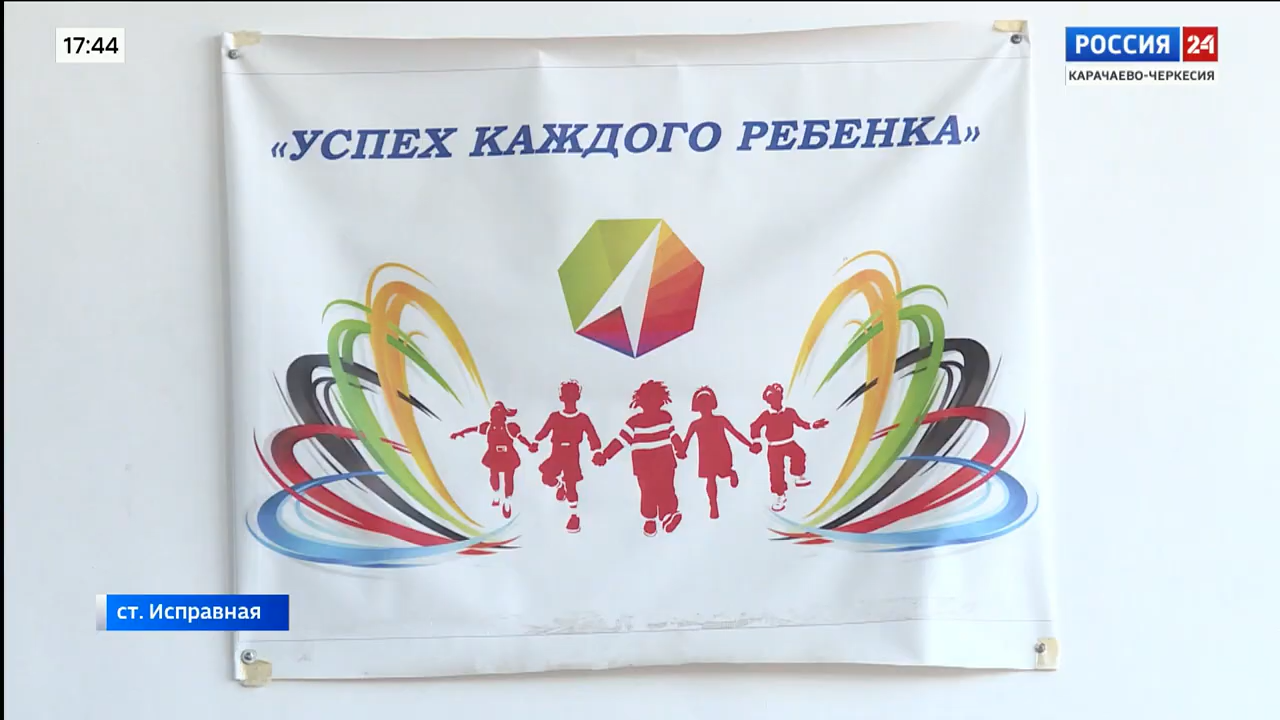 17:44
РОССИЯ 24
КАРАЧАЕВО-ЧЕРКЕСИЯ
«УСПЕХ КАЖДОГО РЕБЕНКА»
ст. Исправная